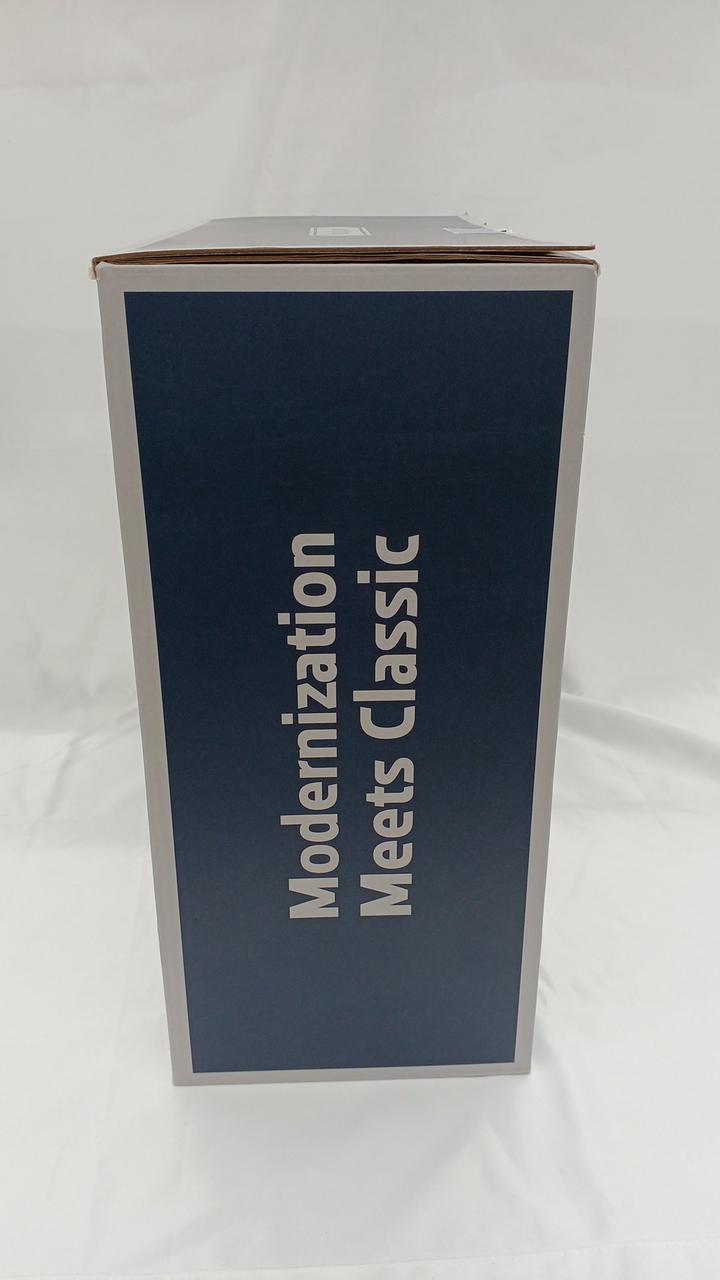 Modernization
Meets Classic